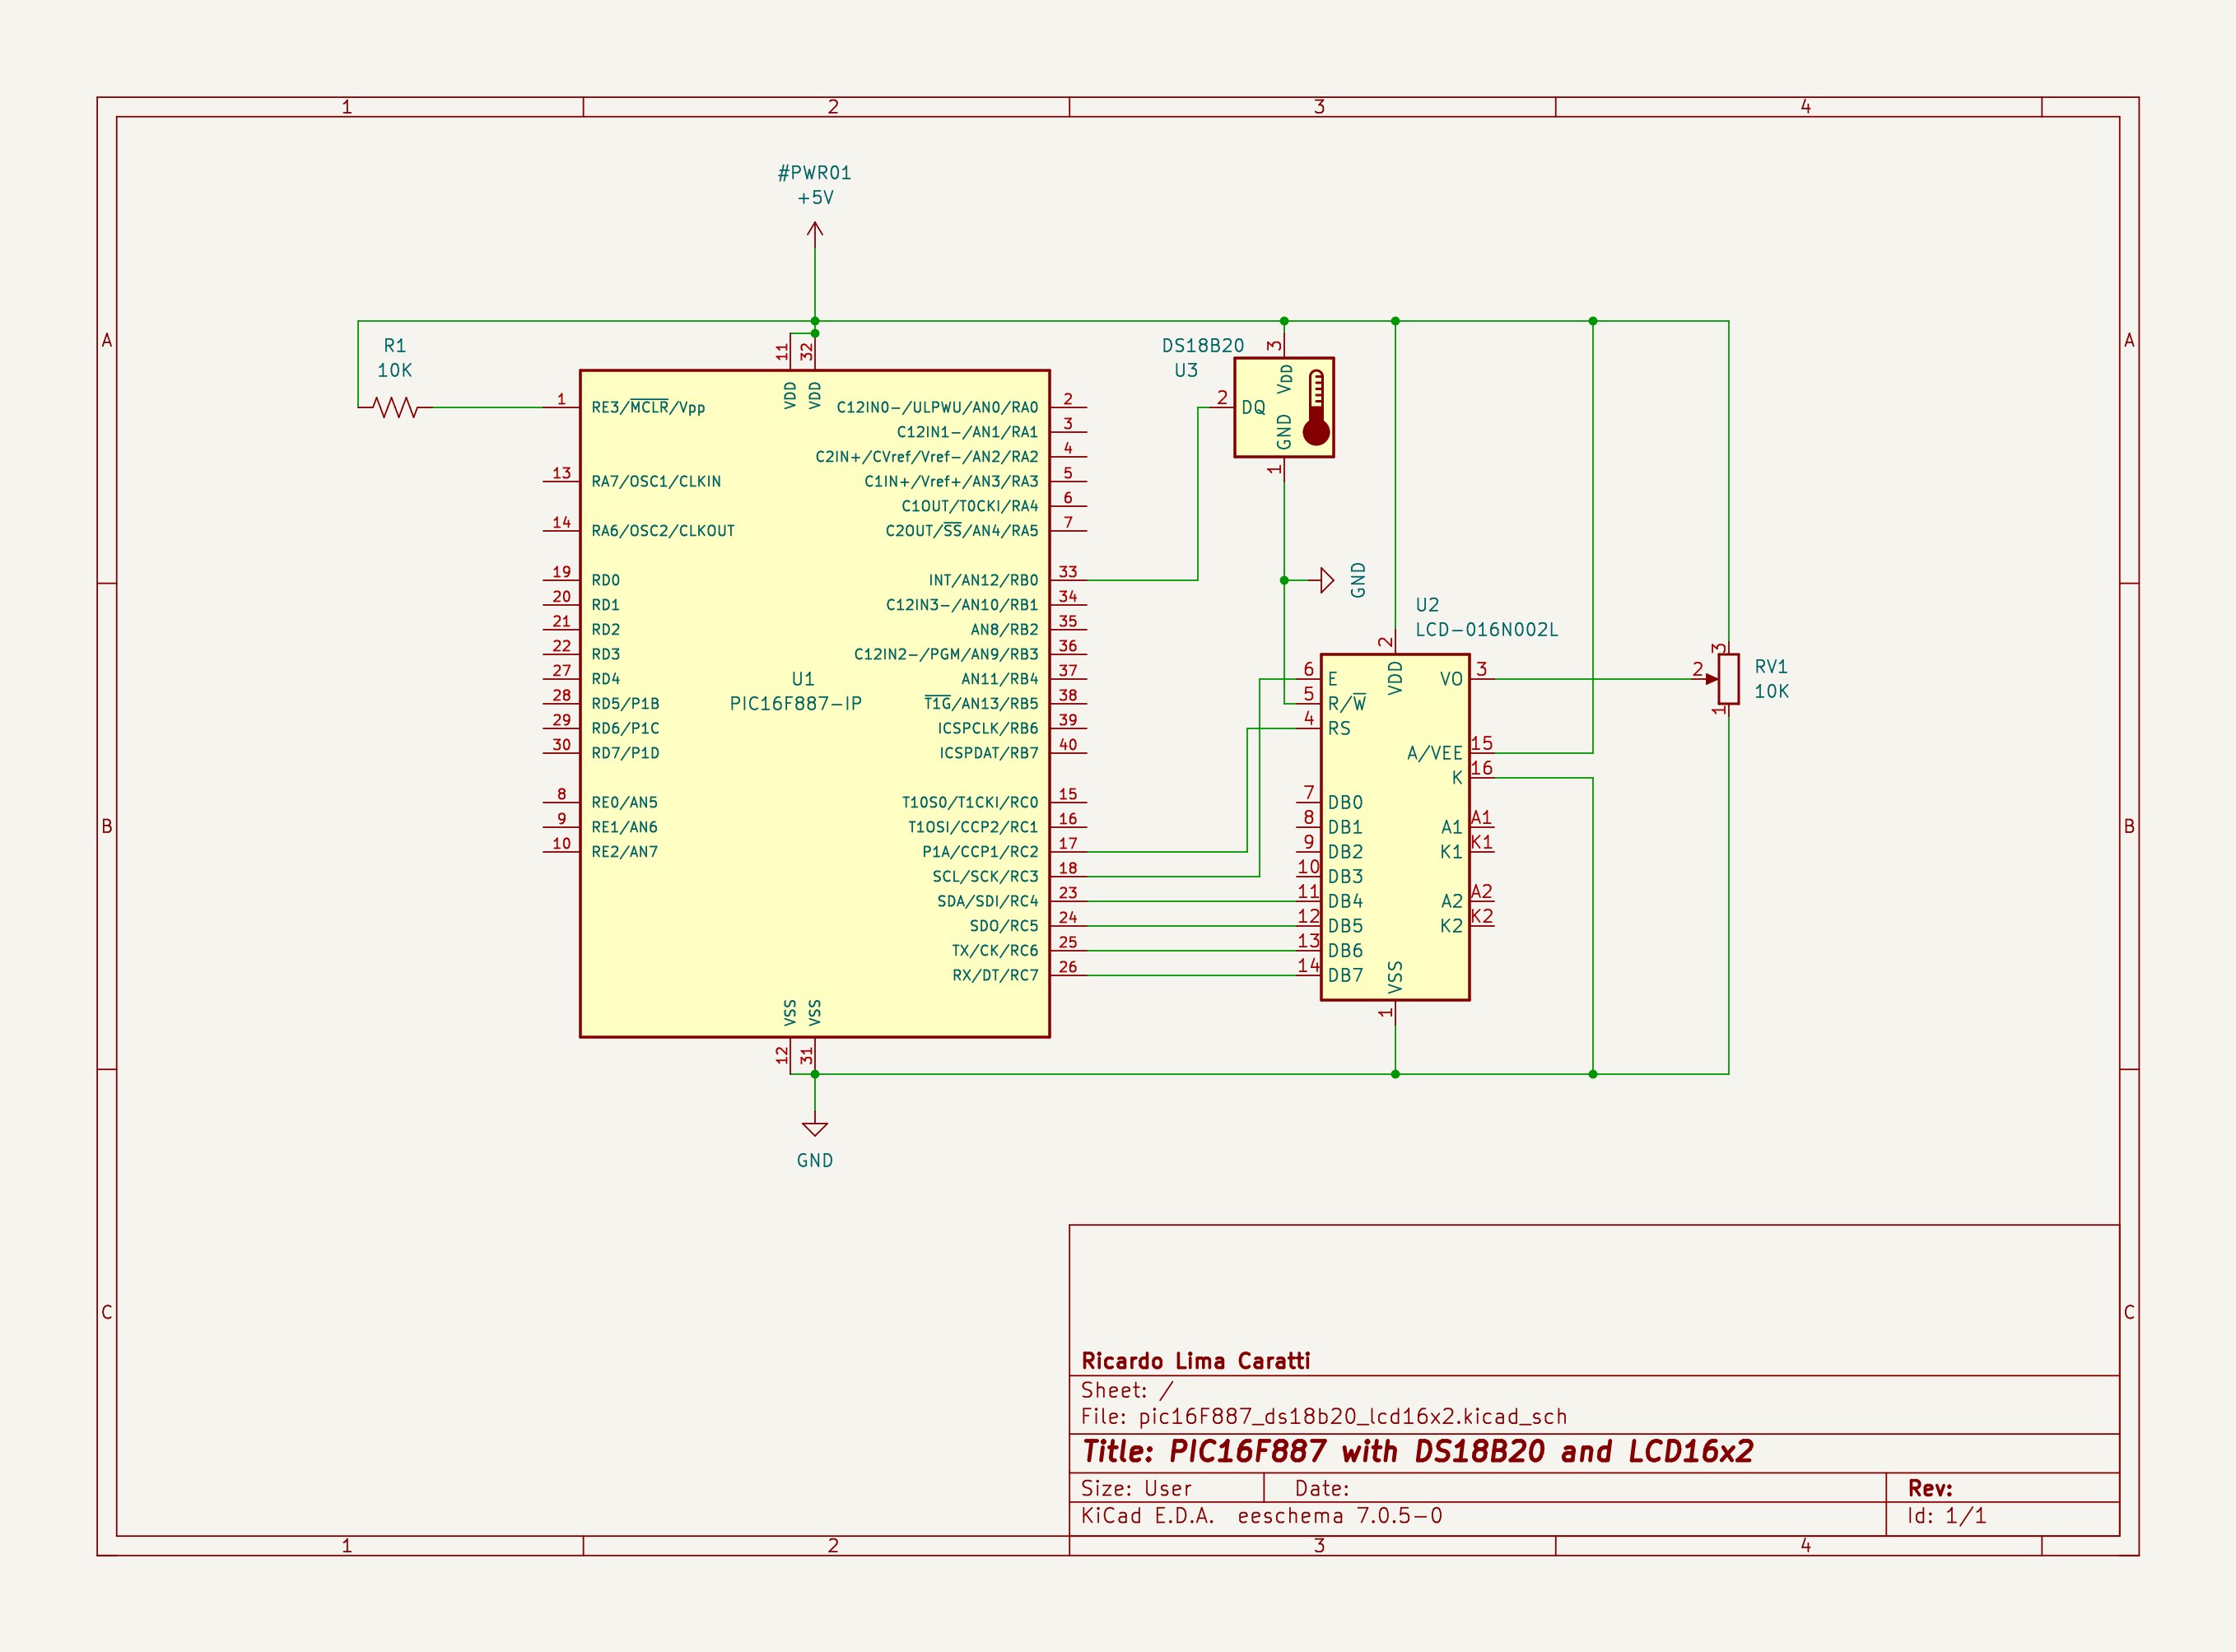 1 2 3 4
#PWR01
+5V
A A
R1
10K
11 32
VDD VDD
DS18B20
U3
3
VDD
2 DQ
GND
1
GND
1 RE3/MCLR/Vpp
13 RA7/OSC1/CLKIN
14 RA6/OSC2/CLKOUT
19 RD0
20 RD1
21 RD2
22 RD3
27 RD4
28 RD5/P1B
29 RD6/P1C
30 RD7/P1D
8 RE0/AN5
9 RE1/AN6
10 RE2/AN7
U1
PIC16F887-IP
C12IN0-/ULPWU/AN0/RA0 2
C12IN1-/AN1/RA1 3
C2IN+/CVref/Vref-/AN2/RA2 4
C1IN+/Vref+/AN3/RA3 5
C1OUT/T0CKI/RA4 6
C2OUT/SS/AN4/RA5 7
INT/AN12/RB0 33
C12IN3-/AN10/RB1 34
AN8/RB2 35
C12IN2-/PGM/AN9/RB3 36
AN11/RB4 37
T1G/AN13/RB5 38
ICSPCLK/RB6 39
ICSPDAT/RB7 40
T1OSO/T1CKI/RC0 15
T1OSI/CCP2/RC1 16
P1A/CCP1/RC2 17
SCL/SCK/RC3 18
SDA/SDI/RC4 23
SDO/RC5 24
TX/CK/RC6 25
RX/DT/RC7 26
VSS VSS
12 31
GND
U2
LCD-016N002L
2
VDD
6 E
5 R/W
4 RS
7 DB0
8 DB1
9 DB2
10 DB3
11 DB4
12 DB5
13 DB6
14 DB7
VO 3
A/VEE 15
K 16
A1 A1
K1 K1
A2 A2
K2 K2
VSS
1
3
2
1
RV1
10K
B B
C C
Ricardo Lima Caratti
Sheet: /
File: pic16F887_ds18b20_lcd16x2.kicad_sch
Title: PIC16F887 with DS18B20 and LCD16x2
Size: User Date: Rev:
KiCad E.D.A. eeschema 7.0.5-0 Id: 1/1
1 2 3 4